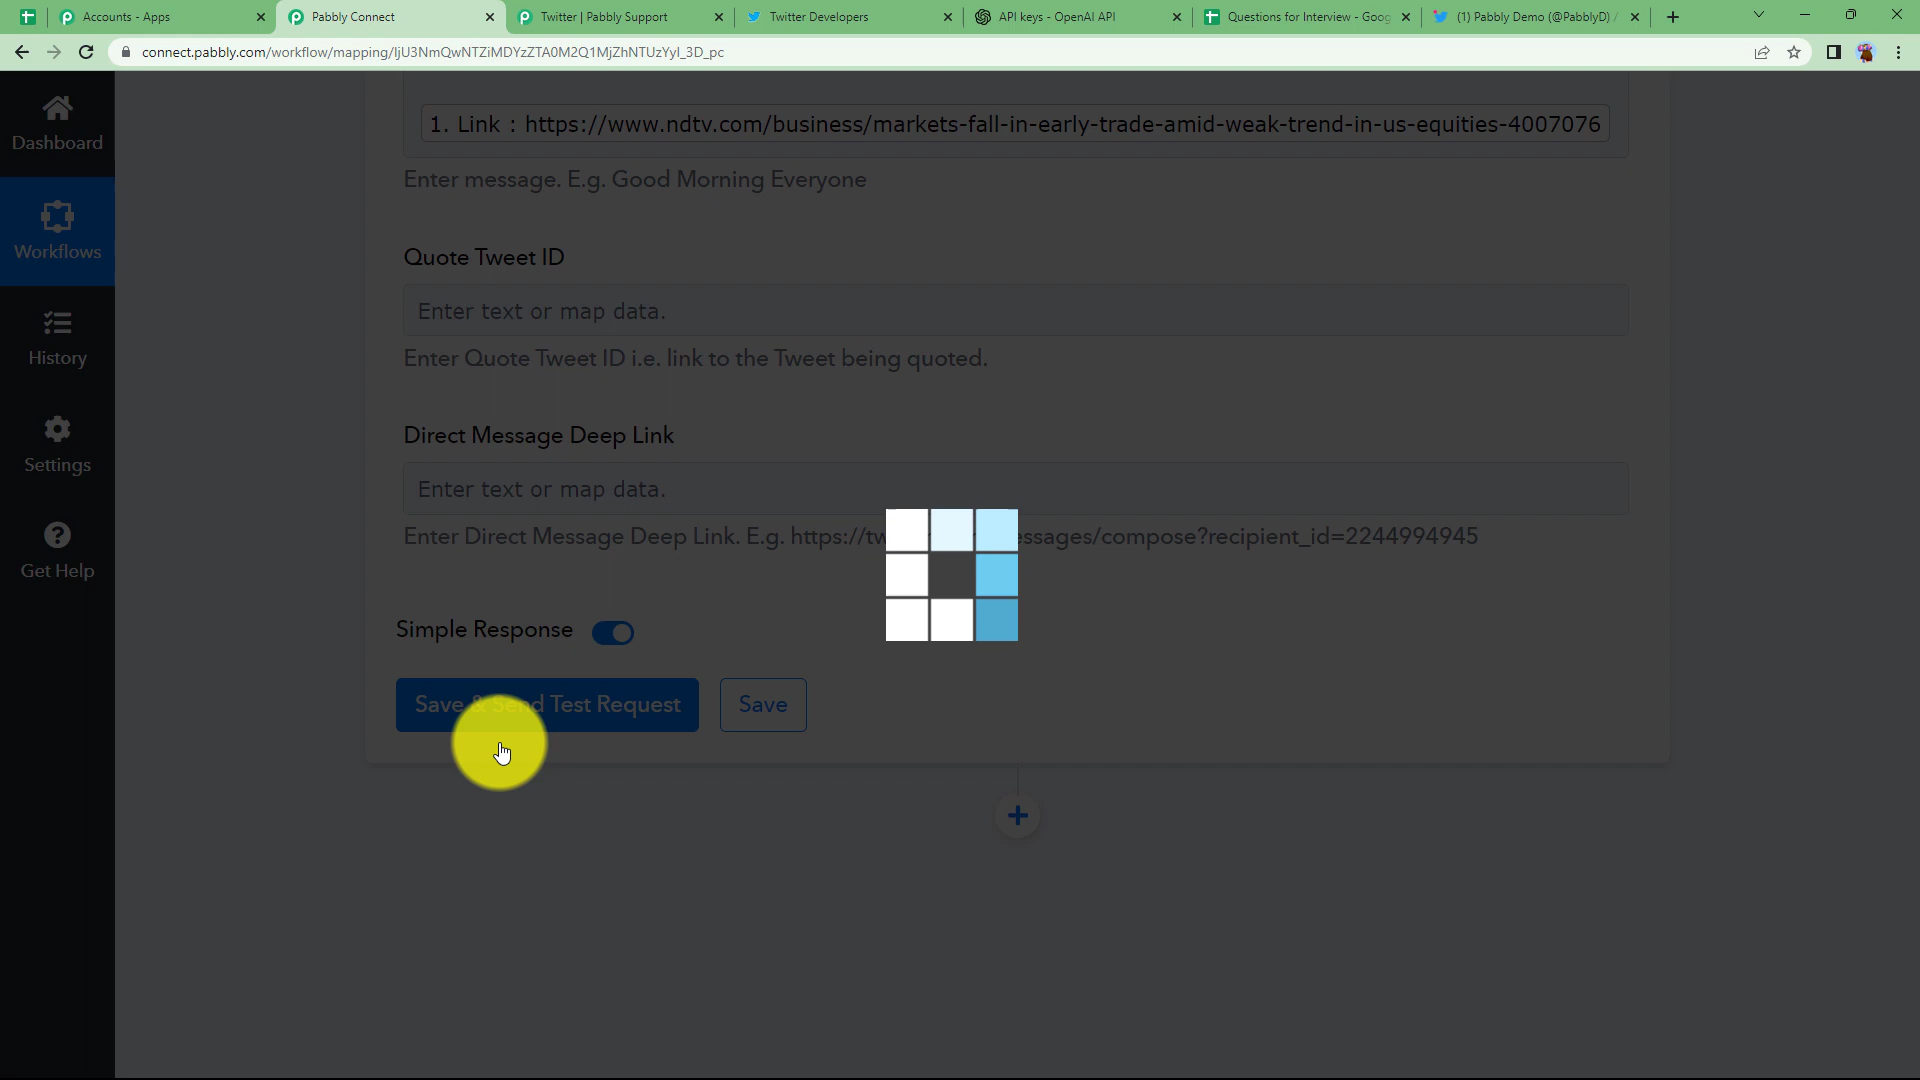 Accounts - Apps
Pabbly Connect
Twitter | Pabbly Support
Twitter Developers
API keys - OpenAI API
Questions for Interview - Goog
(1) Pabbly Demo (@PabblyD) /
connect.pabbly.com/workflow/mapping/IjU3NmQwNTZiMDYzZTA0M2Q1MjZhNTUzYyI_3D_pc
Dashboard
Workflows
History
Settings
Get Help
1. Link : https://www.ndtv.com/business/markets-fall-in-early-trade-amid-weak-trend-in-us-equities-4007076
Enter message. E.g. Good Morning Everyone
Quote Tweet ID
Enter text or map data.
Enter Quote Tweet ID i.e. link to the Tweet being quoted.
Direct Message Deep Link
Enter text or map data.
Enter Direct Message Deep Link. E.g. https://tw essages/compose?recipient_id=2244994945
Simple Response
Save & Send Test Request
Save